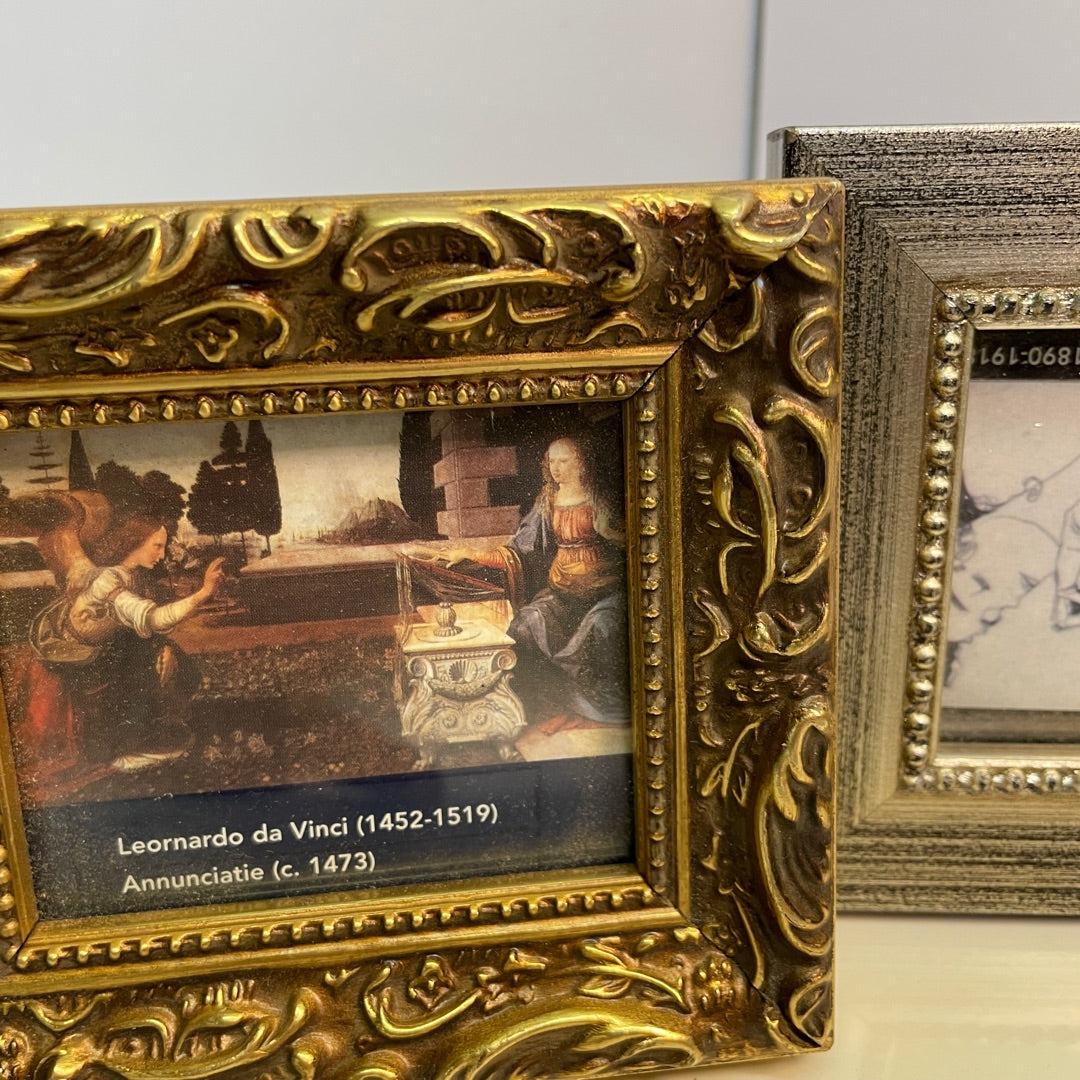 Leornardo da Vinci (1452-1519)
Annunciatie (c. 1473)